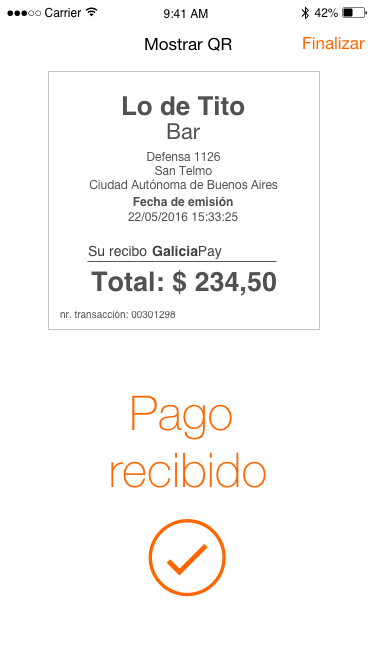 Carrier 9:41 AM 42%
Mostrar QR Finalizar
Lo de Tito
Bar
Defensa 1126
San Telmo
Ciudad Autónoma de Buenos Aires
Fecha de emisión
22/05/2016 15:33:25
Su recibo GaliciaPay
Total: $ 234,50
nr. transacción: 00301298
Pago
recibido